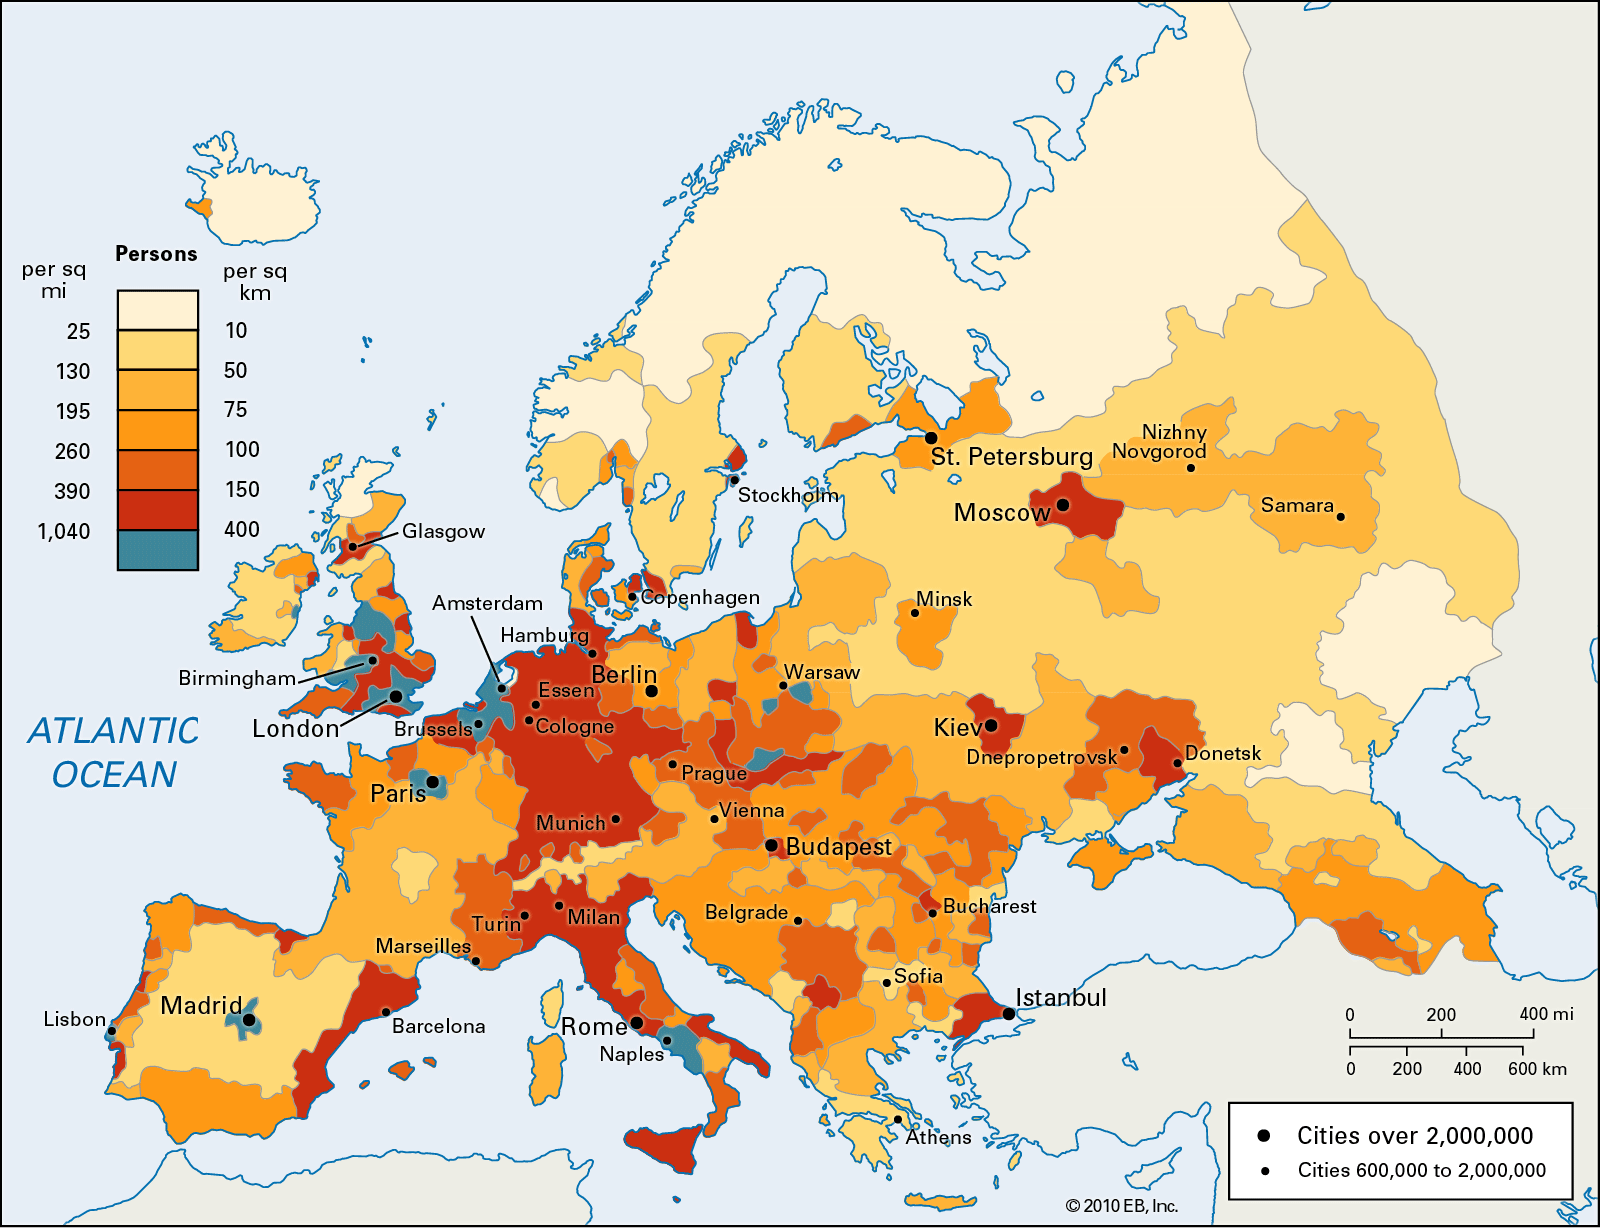 Persons
per sq
mi
per sq
km
25
10
130
50
195
75
260
100
390
150
1,040
400
Nizhny
Novgorod
St. Petersburg
Stockholm
Moscow
Samara
Glasgow
Copenhagen
Minsk
Amsterdam
Hamburg
Birmingham
Berlin
Warsaw
Essen
London
Brussels
Cologne
Kiev
Dnepropetrovsk
Donetsk
ATLANTIC
OCEAN
Paris
Prague
Munich
Vienna
Budapest
Turin
Milan
Belgrade
Bucharest
Marseilles
Sofia
Madrid
Istanbul
Lisbon
Barcelona
Rome
Naples
Athens
0 200 400 mi
0 200 400 600 km
Cities over 2,000,000
Cities 600,000 to 2,000,000
© 2010 EB, Inc.